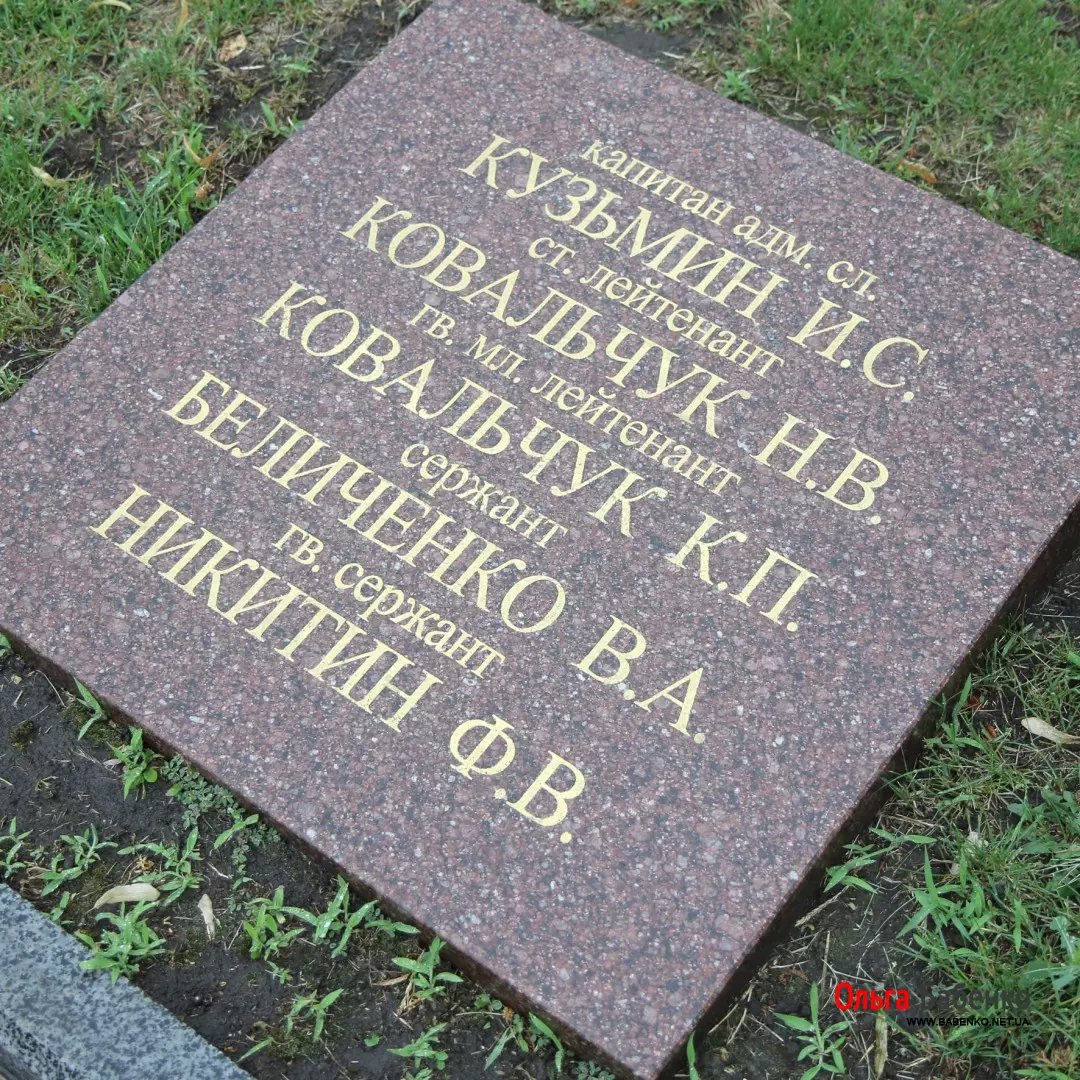 капитан адм. сл.
КУЗЬМИН И.С.
ст. лейтенант
КОВАЛЬЧУК Н.В.
гв. мл. лейтенант
КОВАЛЬЧУК К.П.
сержант
БЕЛИЧЕНКО В.А.
гв. сержант
НИКИТИН Ф.В.
Ольга Бабенко
WWW.BABENKO.NET.UA